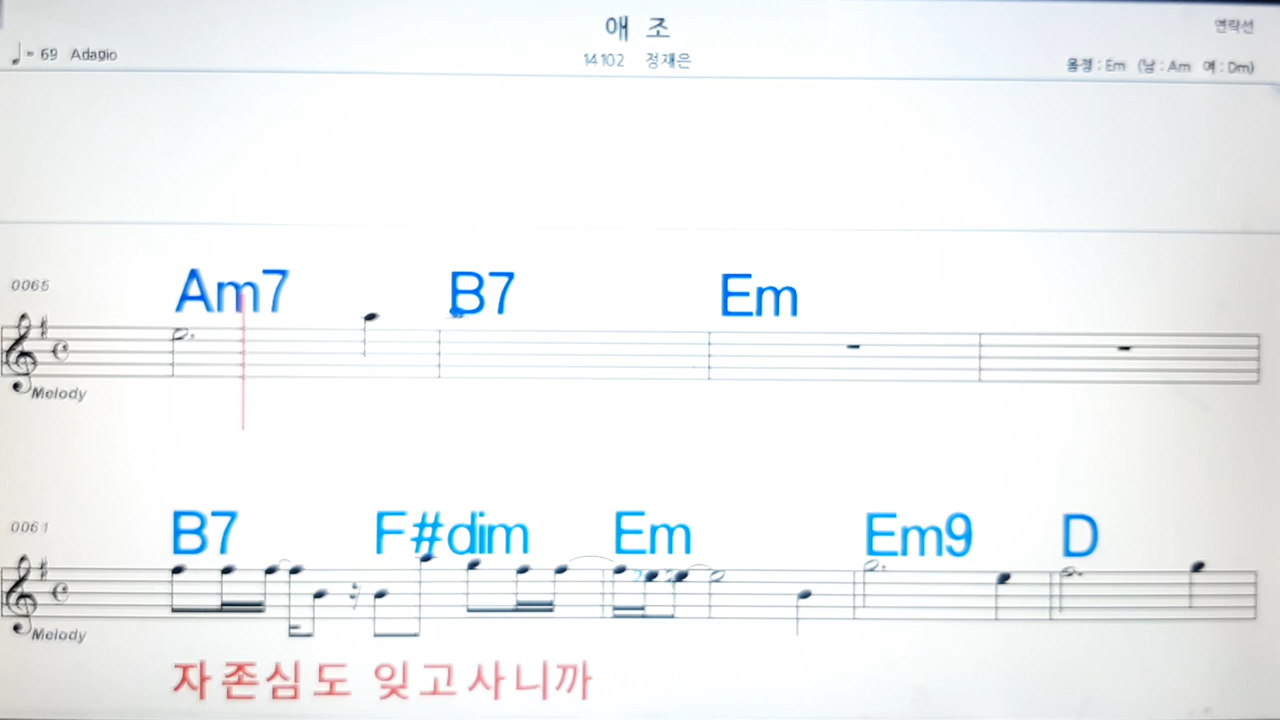 애 조
연락선
♩ = 69 Adagio
14102 정재은
음정 : Em (남 : Am 여 : Dm)
0065
Am7 B7 Em
Melody
0061
B7 F#dim Em Em9 D
Melody
자존심도 잊고사니까